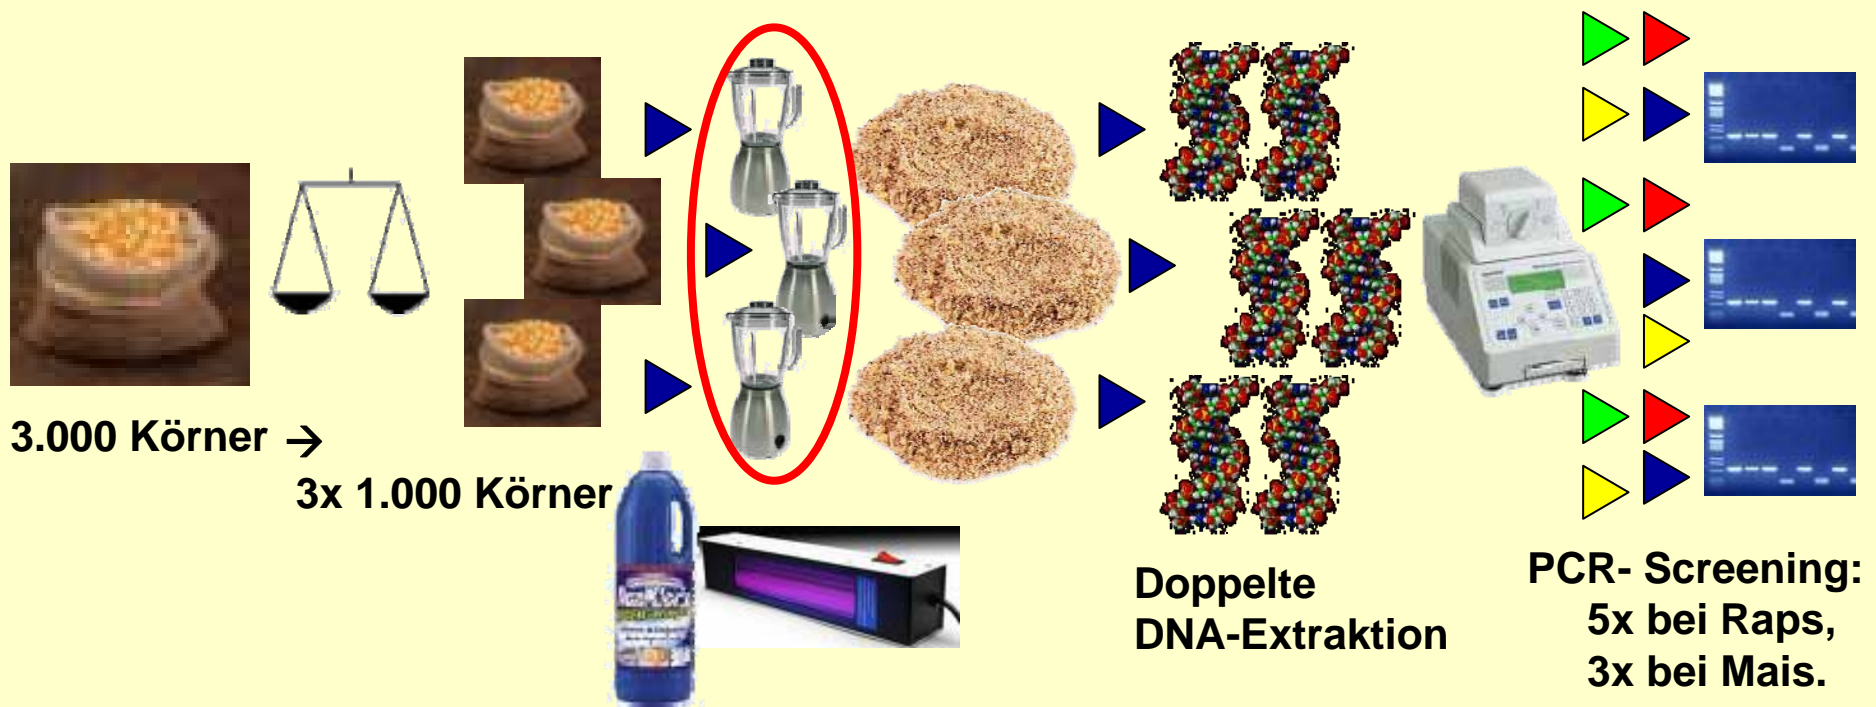 3.000 Körner →
3x 1.000 Körner
Doppelte
DNA-Extraktion
PCR- Screening:
5x bei Raps,
3x bei Mais.